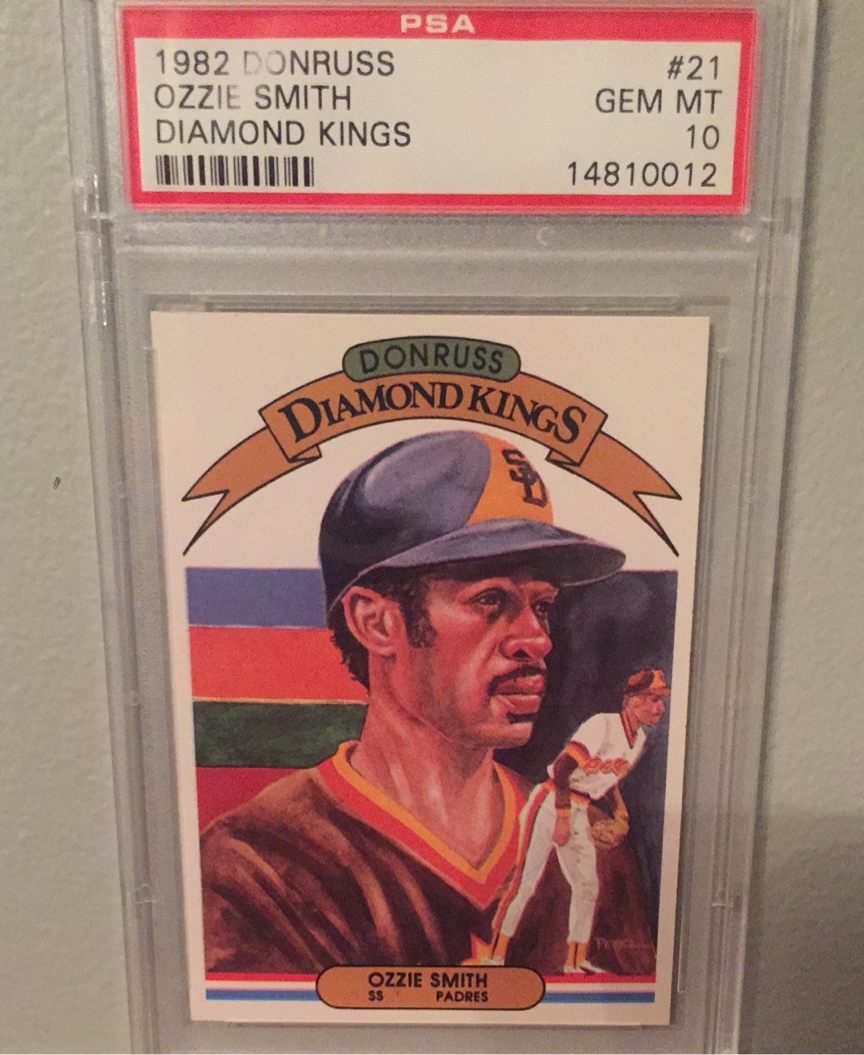 PSA
1982 DONRUSS #21
OZZIE SMITH GEM MT
DIAMOND KINGS 10
14810012
DONRUSS
DIAMOND KINGS
SD
OZZIE SMITH
SS PADRES